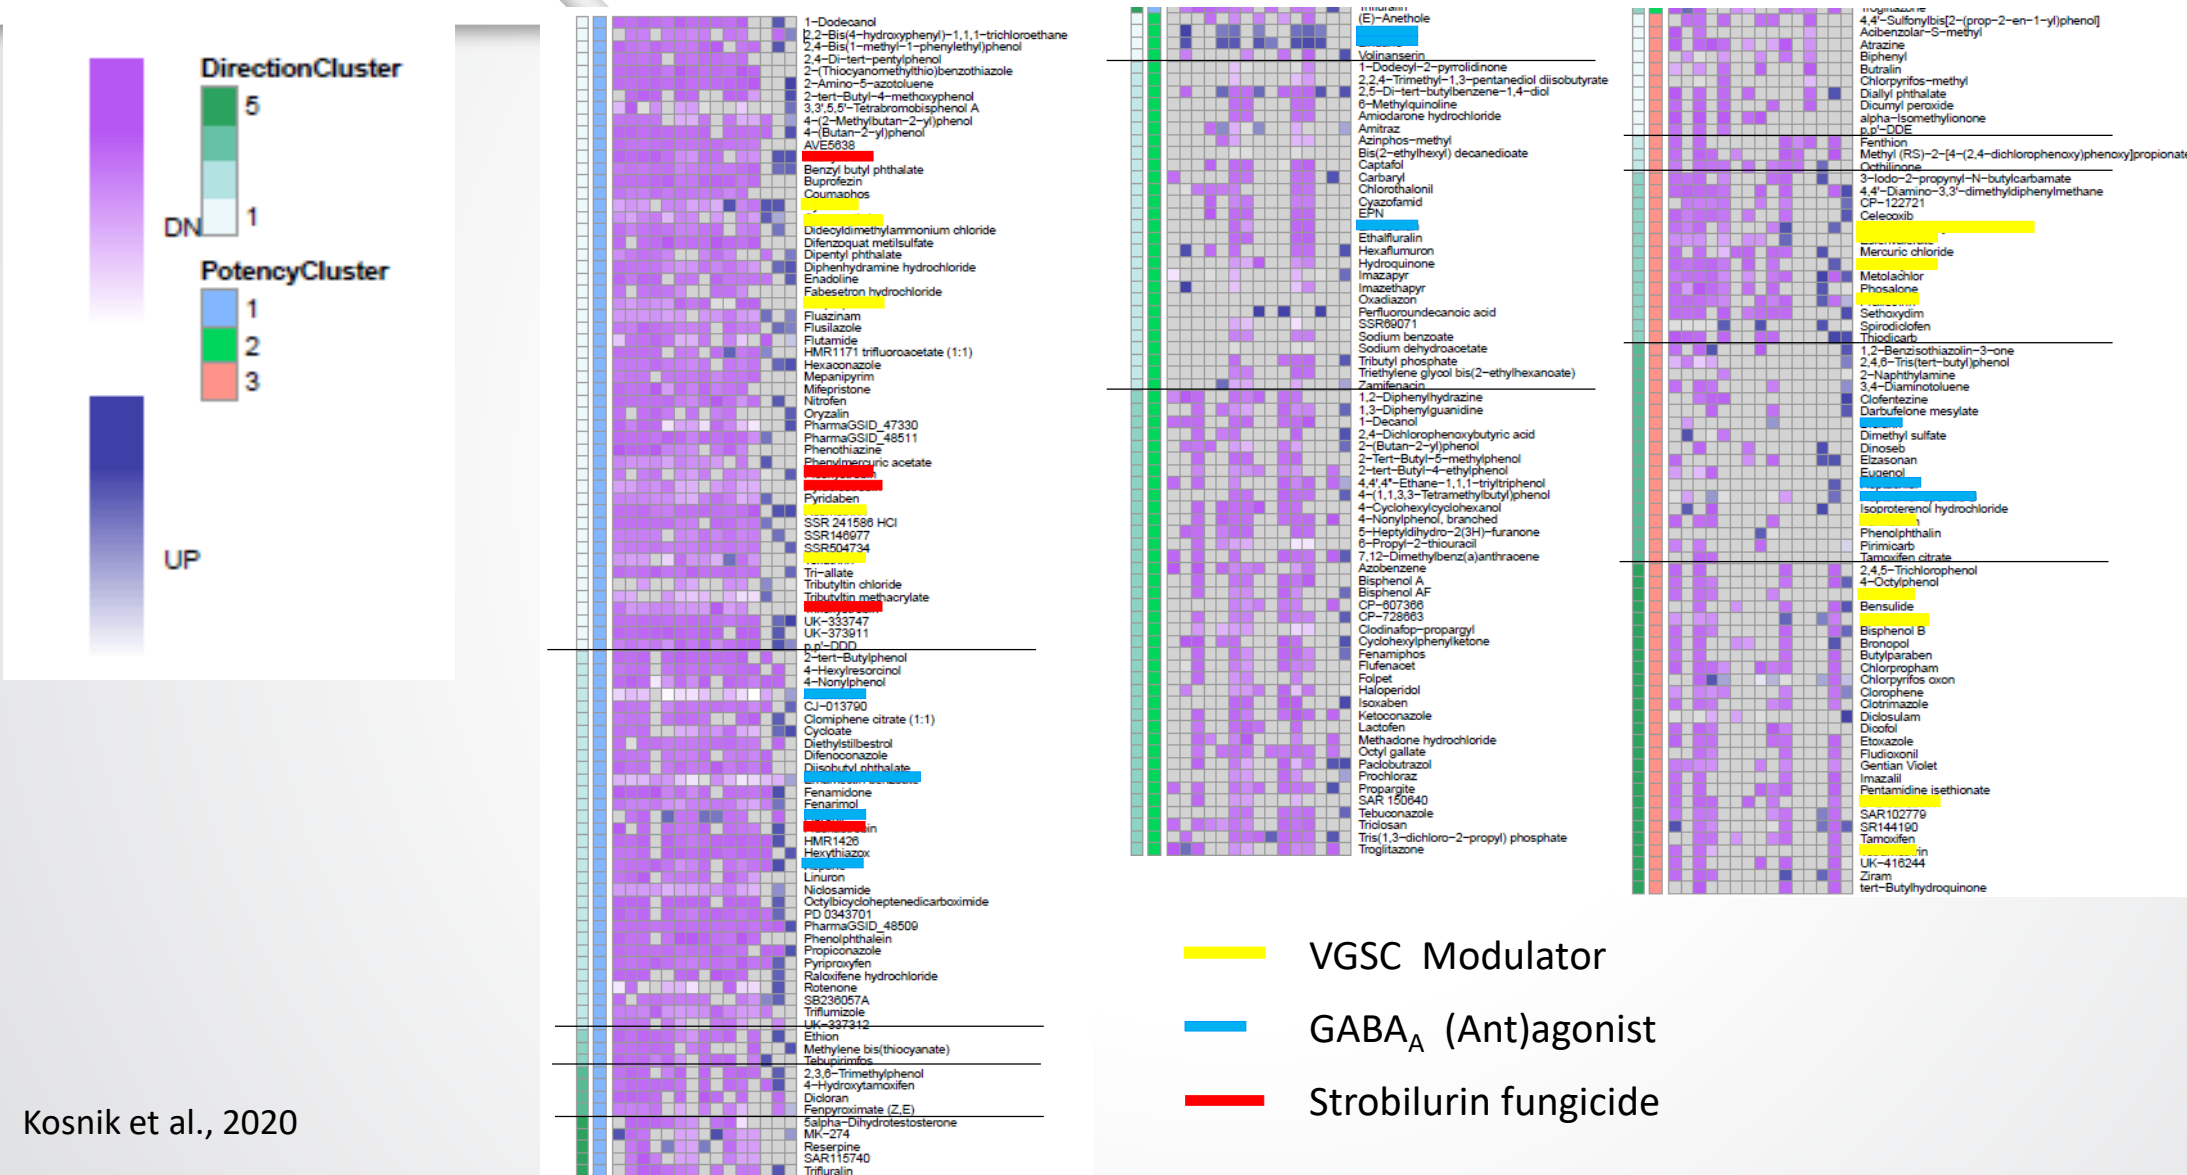 DirectionCluster
5
1
DN
PotencyCluster
1
2
3
UP
Kosnik et al., 2020
1-Dodecanol
2,2-Bis(4-hydroxyphenyl)-1,1,1-trichloroethane
2,4-Bis(1-methyl-1-phenylethyl)phenol
2,4-Di-tert-pentylphenol
2-(Thiocyanomethylthio)benzothiazole
2-Amino-5-azotoluene
2-tert-Butyl-4-methoxyphenol
3,3',5,5'-Tetrabromobisphenol A
4-(2-Methylbutan-2-yl)phenol
4-(Butan-2-yl)phenol
AVE5638
Benzyl butyl phthalate
Buprofezin
Coumaphos
Didecyldimethylammonium chloride
Difenzoquat metilsulfate
Dipentyl phthalate
Diphenhydramine hydrochloride
Enadoline
Fabesetron hydrochloride
Fluazinam
Flusilazole
Flutamide
HMR1171 trifluoroacetate (1:1)
Hexaconazole
Mepanipyrim
Mifepristone
Nitrofen
Oryzalin
PharmaGSID_47330
PharmaGSID_48511
Phenothiazine
Phenylmercuric acetate
Pyridaben
SSR 241586 HCl
SSR146977
SSR504734
Tri-allate
Tributyltin chloride
Tributyltin methacrylate
UK-333747
UK-373911
p,p'-DDD
2-tert-Butylphenol
4-Hexylresorcinol
4-Nonylphenol
CJ-013790
Clomiphene citrate (1:1)
Cycloate
Diethylstilbestrol
Difenoconazole
Diisobutyl phthalate
Fenamidone
Fenarimol
HMR1426
Hexythiazox
Linuron
Niclosamide
Octylbicycloheptenedicarboximide
PD 0343701
PharmaGSID_48509
Phenolphthalein
Propiconazole
Pyriproxyfen
Raloxifene hydrochloride
Rotenone
SB236057A
Triflumizole
UK-337312
Ethion
Methylene bis(thiocyanate)
Tebupirimfos
2,3,6-Trimethylphenol
4-Hydroxytamoxifen
Dicloran
Fenpyroximate (Z,E)
5alpha-Dihydrotestosterone
MK-274
Reserpine
SAR115740
Trifluralin
Trifluralin
(E)-Anethole
Volinanserin
1-Dodecyl-2-pyrrolidinone
2,2,4-Trimethyl-1,3-pentanediol diisobutyrate
2,5-Di-tert-butylbenzene-1,4-diol
6-Methylquinoline
Amiodarone hydrochloride
Amitraz
Azinphos-methyl
Bis(2-ethylhexyl) decanedioate
Captafol
Carbaryl
Chlorothalonil
Cyazofamid
EPN
Ethalfluralin
Hexaflumuron
Hydroquinone
Imazapyr
Imazethapyr
Oxadiazon
Perfluoroundecanoic acid
SSR69071
Sodium benzoate
Sodium dehydroacetate
Tributyl phosphate
Triethylene glycol bis(2-ethylhexanoate)
Zamifenacin
1,2-Diphenylhydrazine
1,3-Diphenylguanidine
1-Decanol
2,4-Dichlorophenoxybutyric acid
2-(Butan-2-yl)phenol
2-Tert-Butyl-5-methylphenol
2-tert-Butyl-4-ethylphenol
4,4',4"-Ethane-1,1,1-triyltriphenol
4-(1,1,3,3-Tetramethylbutyl)phenol
4-Cyclohexylcyclohexanol
4-Nonylphenol, branched
5-Heptyldihydro-2(3H)-furanone
6-Propyl-2-thiouracil
7,12-Dimethylbenz(a)anthracene
Azobenzene
Bisphenol A
Bisphenol AF
CP-607366
CP-728663
Clodinafop-propargyl
Cyclohexylphenylketone
Fenamiphos
Flufenacet
Folpet
Haloperidol
Isoxaben
Ketoconazole
Lactofen
Methadone hydrochloride
Octyl gallate
Paclobutrazol
Prochloraz
Propargite
SAR 150640
Tebuconazole
Triclosan
Tris(1,3-dichloro-2-propyl) phosphate
Troglitazone
Troglitazone
4,4'-Sulfonylbis[2-(prop-2-en-1-yl)phenol]
Acibenzolar-S-methyl
Atrazine
Biphenyl
Butralin
Chlorpyrifos-methyl
Diallyl phthalate
Dicumyl peroxide
alpha-Isomethylionone
p,p'-DDE
Fenthion
Methyl (RS)-2-[4-(2,4-dichlorophenoxy)phenoxy]propionate
Octhilinone
3-Iodo-2-propynyl-N-butylcarbamate
4,4'-Diamino-3,3'-dimethyldiphenylmethane
CP-122721
Celecoxib
Mercuric chloride
Metolachlor
Phosalone
Sethoxydim
Spirodiclofen
Thiodicarb
1,2-Benzisothiazolin-3-one
2,4,6-Tris(tert-butyl)phenol
2-Naphthylamine
3,4-Diaminotoluene
Clofentezine
Darbufelone mesylate
Dimethyl sulfate
Dinoseb
Elzasonan
Eugenol
Isoproterenol hydrochloride
Phenolphthalin
Pirimicarb
Tamoxifen citrate
2,4,5-Trichlorophenol
4-Octylphenol
Bensulide
Bisphenol B
Bronopol
Butylparaben
Chlorpropham
Chlorpyrifos oxon
Clorophene
Clotrimazole
Diclosulam
Dicofol
Etoxazole
Fludioxonil
Gentian Violet
Imazalil
Pentamidine isethionate
SAR102779
SR144190
Tamoxifen
UK-416244
Ziram
tert-Butylhydroquinone
VGSC Modulator
GABA<sub>A</sub> (Ant)agonist
Strobilurin fungicide